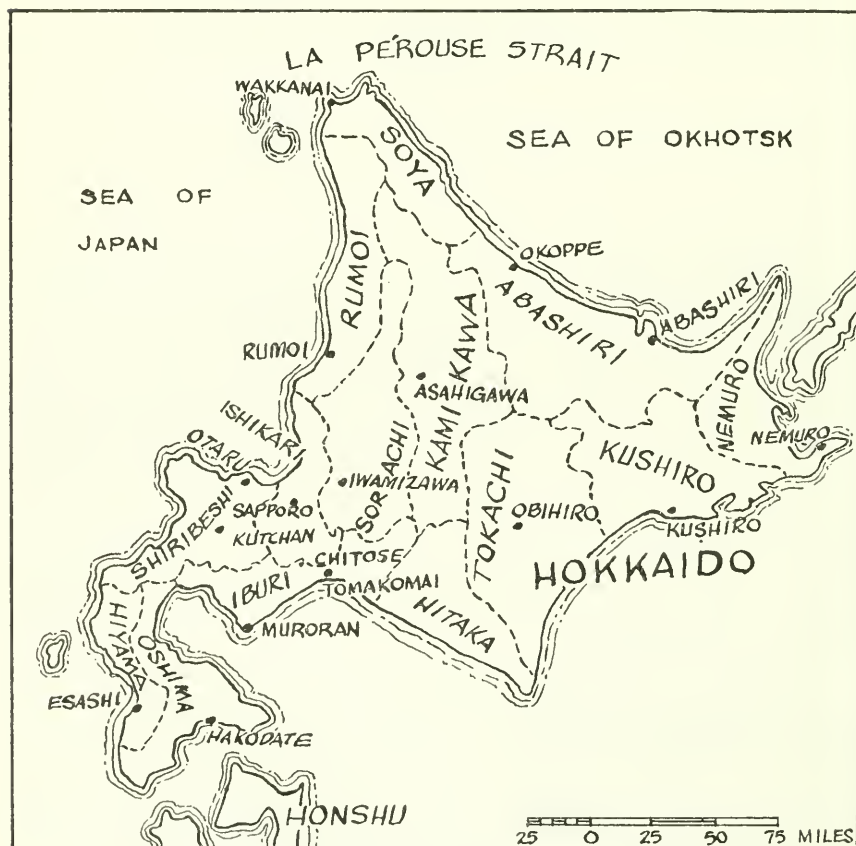 LA PÉROUSE STRAIT
WAKKANAI
SEA OF OKHOTSK
SOYA
SEA OF
JAPAN
OKOPPE
RUMOI
ABASHIRI
ABASHIRI
RUMOI
KAMIKAWA
ASAHIGAWA
NEMURO
ISHIKARI
OTARU
NEMURO
KUSHIRO
SORACHI
IWAMIZAWA
TOKACHI
SHIRIBESHI
SAPPORO
OBIHIRO
KUSHIRO
KUTCHAN
CHITOSE
HOKKAIDO
IBURI
TOMAKOMAI
HITAKA
HIYAMA
MURORAN
OSHIMA
ESASHI
HAKODATE
HONSHU
25 0 25 50 75 MILES